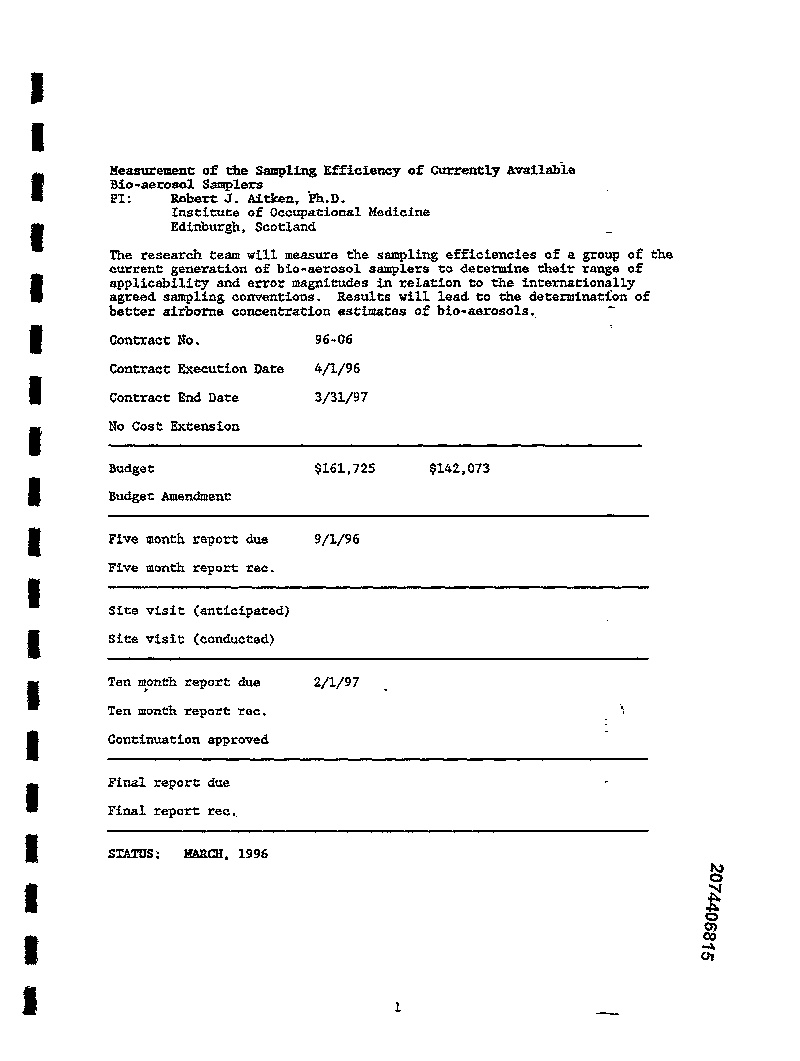 Measurement of the Sampling Efficiency of Currently Available
Bio-aerosol Samplers
PI: Robert J. Aitken, Ph.D.
Institute of Occupational Medicine
Edinburgh, Scotland
The research team will measure the sampling efficiencies of a group of the
current generation of bio-aerosol samplers to determine their range of
applicability and error magnitudes in relation to the internationally
agreed sampling conventions. Results will lead to the determination of
better airborne concentration estimates of bio-aerosols.
Contract No. 96-06
Contract Execution Date 4/1/96
Contract End Date 3/31/97
No Cost Extension
Budget $161,725 $142,073
Budget Amendment
Five month report due 9/1/96
Five month report rec.
Site visit (anticipated)
Site visit (conducted)
Ten month report due 2/1/97
Ten month report rec.
Continuation approved
Final report due
Final report rec.
STATUS: MARCH, 1996
2074406815
1